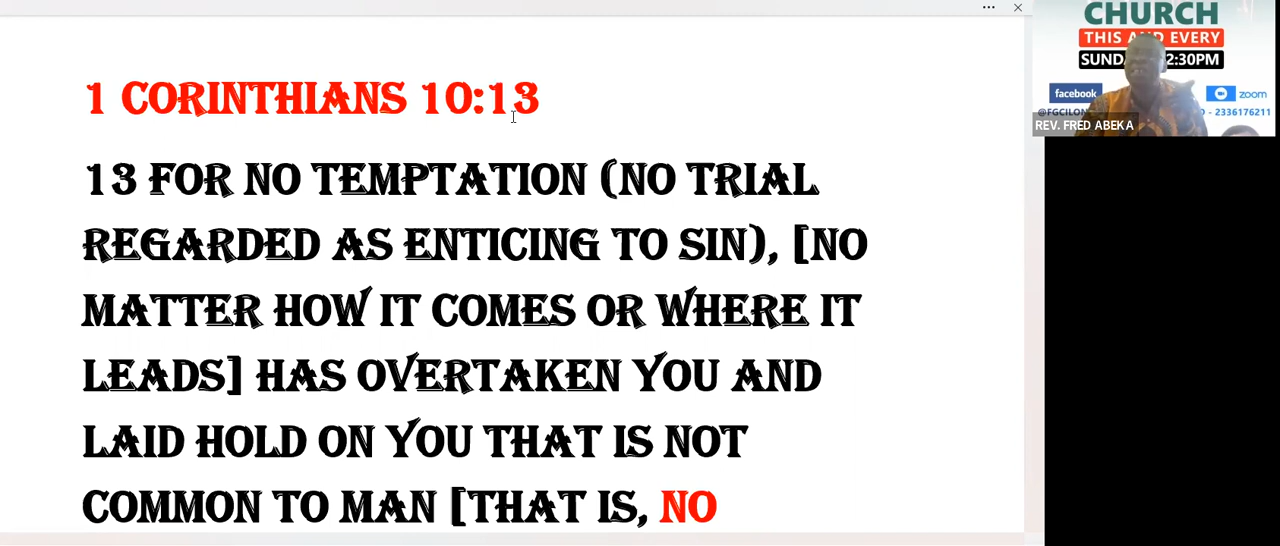 1 CORINTHIANS 10:13
13 FOR NO TEMPTATION (NO TRIAL
REGARDED AS ENTICING TO SIN), [NO
MATTER HOW IT COMES OR WHERE IT
LEADS] HAS OVERTAKEN YOU AND
LAID HOLD ON YOU THAT IS NOT
COMMON TO MAN [THAT IS, NO
CHURCH
THIS AND EVERY
2:30PM
facebook
zoom
2336176211
REV. FRED ABEKA